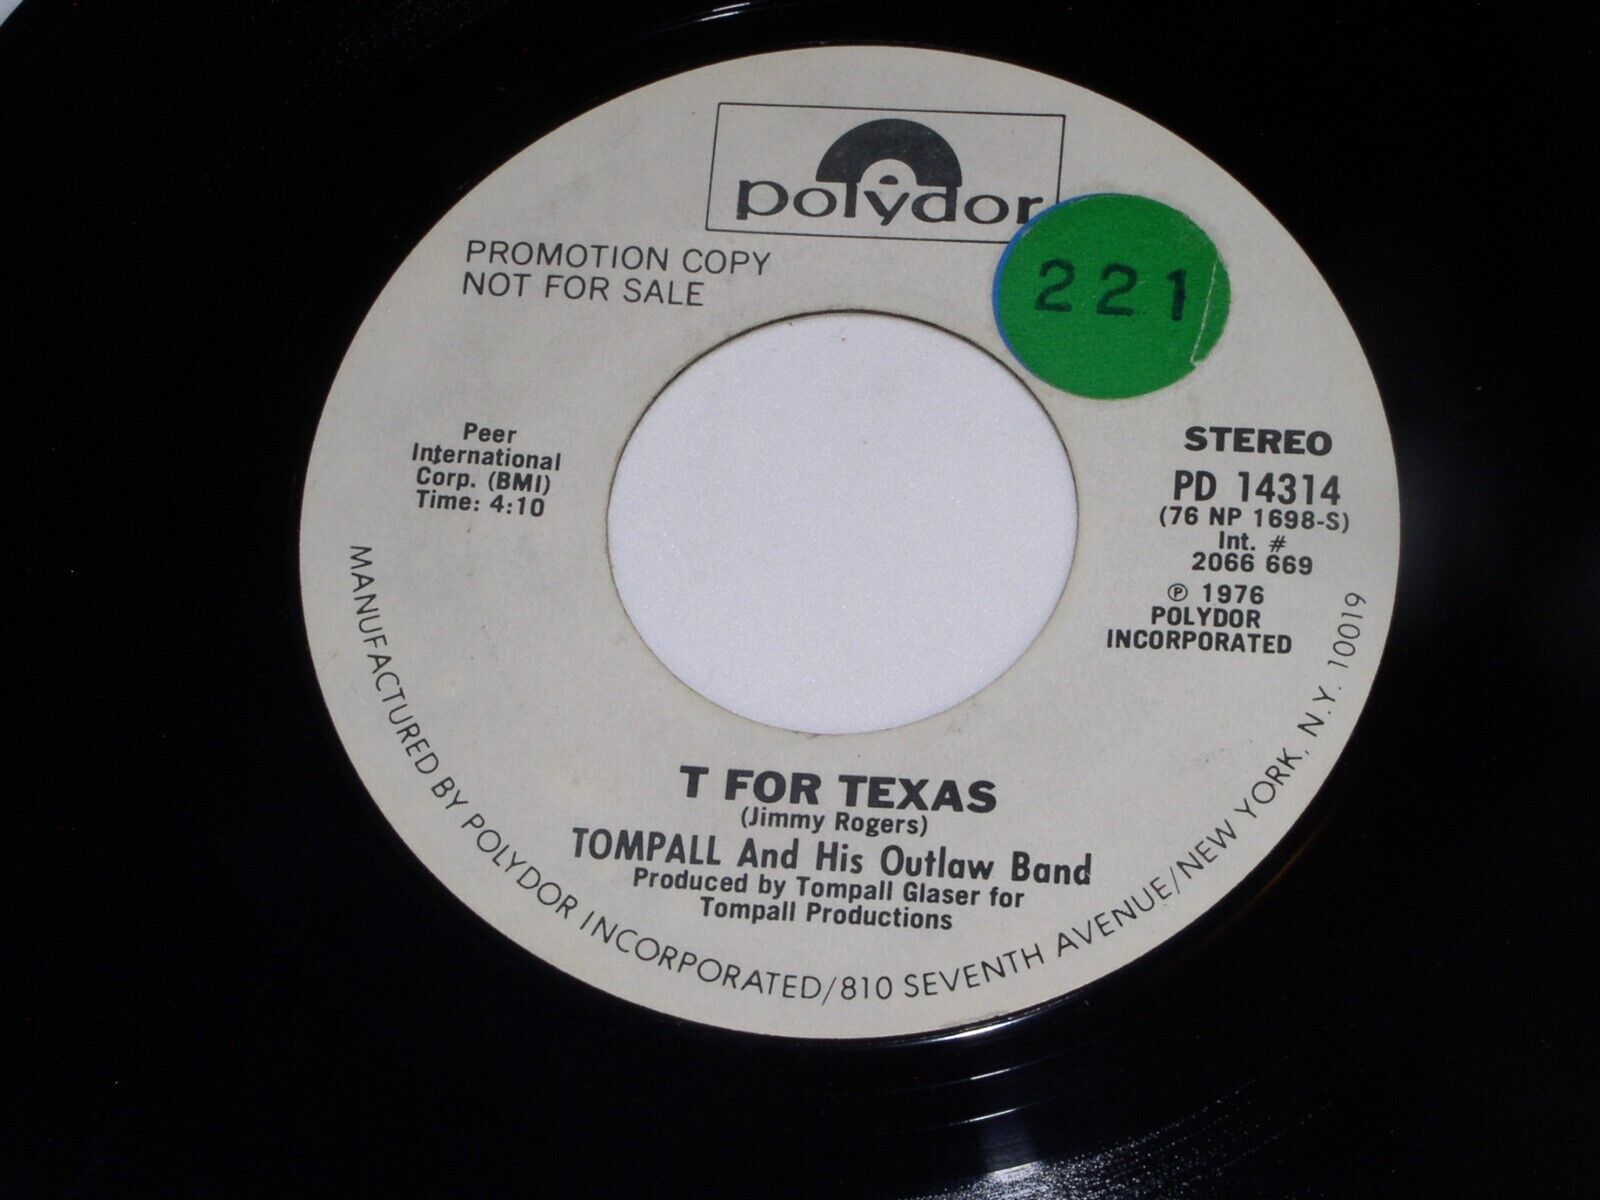 polydor
PROMOTION COPY
NOT FOR SALE
221
Peer
International
Corp. (BMI)
Time: 4:10
STEREO
PD 14314
(76 NP 1698-S)
Int. #
2066 669
℗ 1976
POLYDOR
INCORPORATED
T FOR TEXAS
(Jimmy Rogers)
TOMPALL And His Outlaw Band
Produced by Tompall Glaser for
Tompall Productions
MANUFACTURED BY POLYDOR INCORPORATED/810 SEVENTH AVENUE/NEW YORK, N.Y. 10019